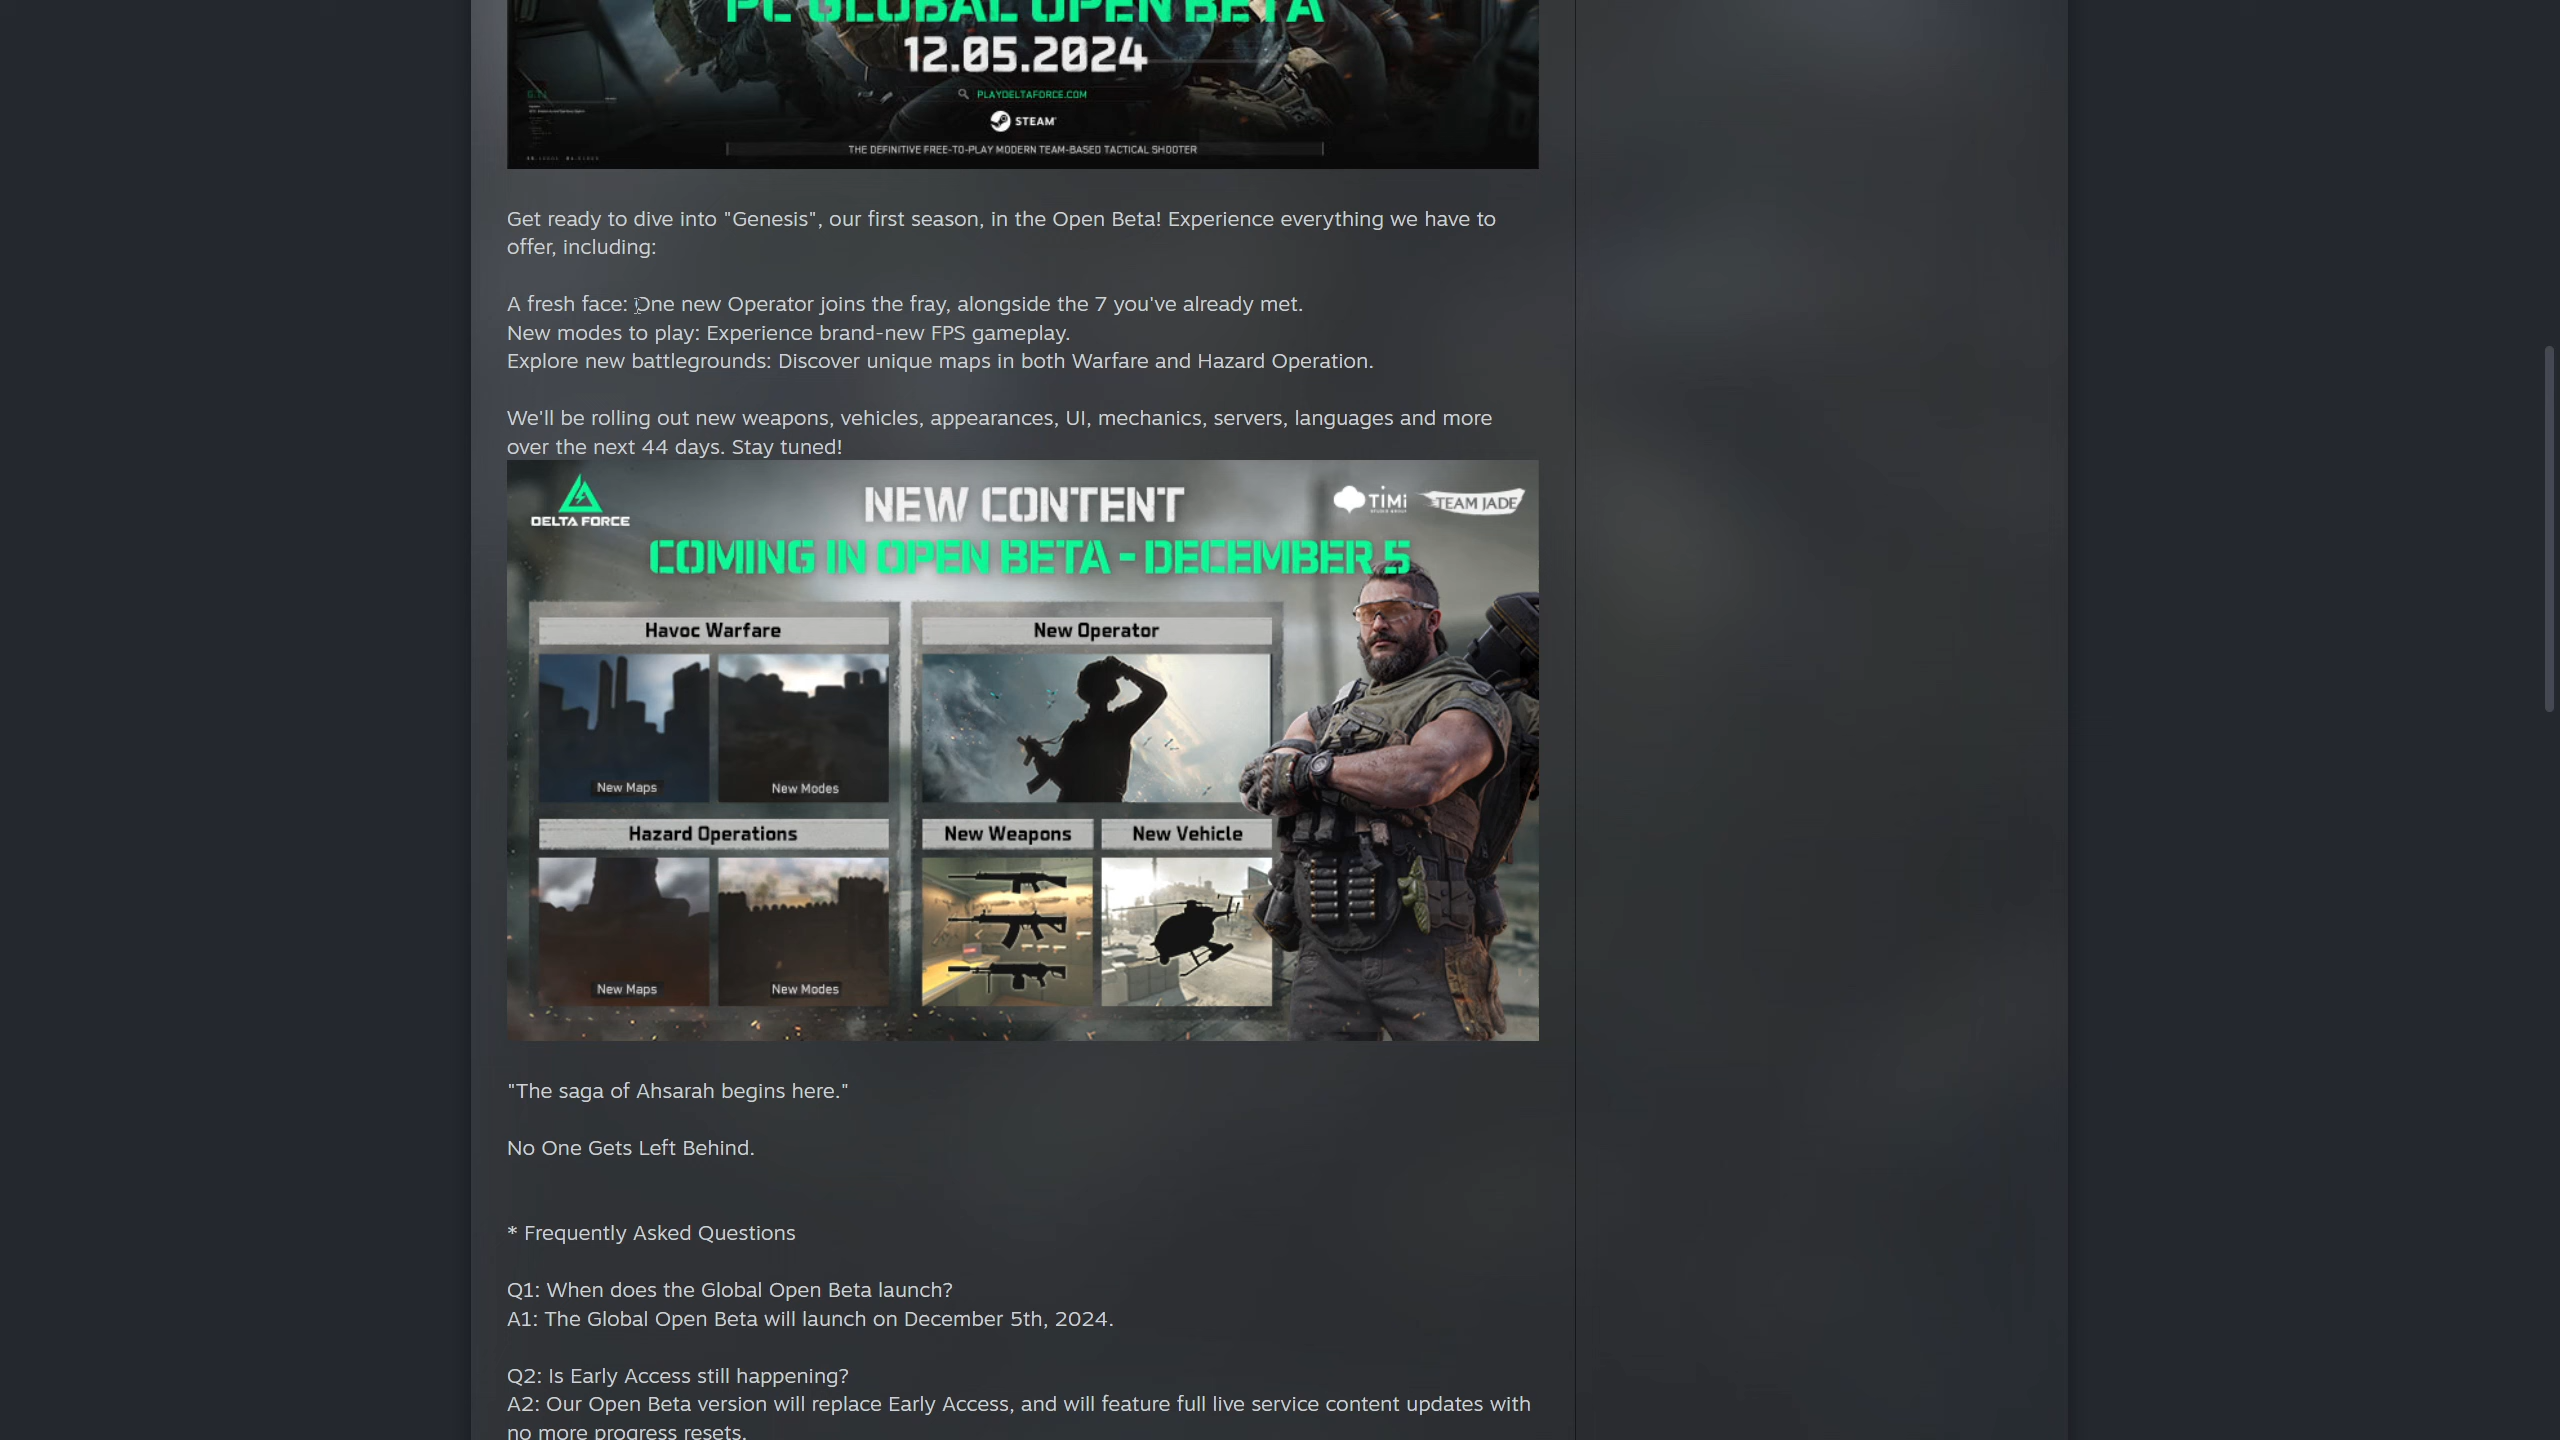 PC GLOBAL OPEN BETA
12.05.2024
PLAYDELTAFORCE.COM
STEAM
THE DEFINITIVE FREE-TO-PLAY MODERN TEAM-BASED TACTICAL SHOOTER
Get ready to dive into "Genesis", our first season, in the Open Beta! Experience everything we have to
offer, including:
A fresh face: One new Operator joins the fray, alongside the 7 you've already met.
New modes to play: Experience brand-new FPS gameplay.
Explore new battlegrounds: Discover unique maps in both Warfare and Hazard Operation.
We'll be rolling out new weapons, vehicles, appearances, UI, mechanics, servers, languages and more
over the next 44 days. Stay tuned!
DELTA FORCE
NEW CONTENT
TiMi
STUDIO GROUP
TEAM JADE
COMING IN OPEN BETA - DECEMBER 5
Havoc Warfare
New Operator
New Maps
New Modes
Hazard Operations
New Weapons
New Vehicle
New Maps
New Modes
"The saga of Ahsarah begins here."
No One Gets Left Behind.
* Frequently Asked Questions
Q1: When does the Global Open Beta launch?
A1: The Global Open Beta will launch on December 5th, 2024.
Q2: Is Early Access still happening?
A2: Our Open Beta version will replace Early Access, and will feature full live service content updates with
no more progress resets.